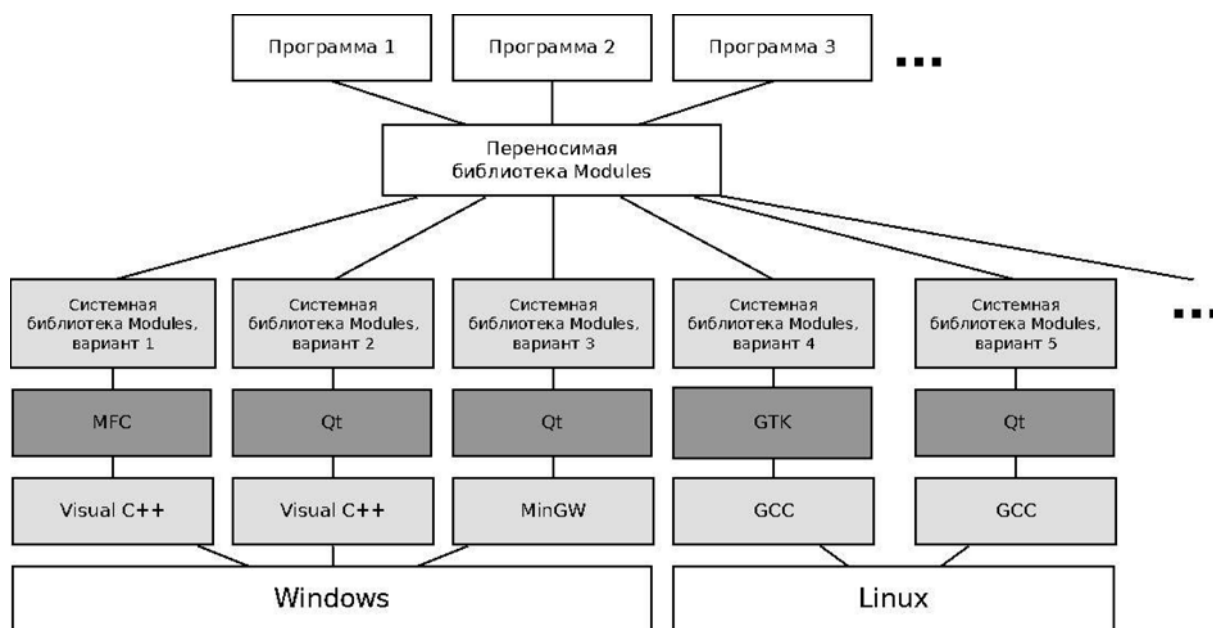 Программа 1
Программа 2
Программа 3
...
Переносимая
библиотека Modules
Системная
библиотека Modules,
вариант 1
Системная
библиотека Modules,
вариант 2
Системная
библиотека Modules,
вариант 3
Системная
библиотека Modules,
вариант 4
Системная
библиотека Modules,
вариант 5
...
MFC
Qt
Qt
GTK
Qt
Visual C++
Visual C++
MinGW
GCC
GCC
Windows
Linux